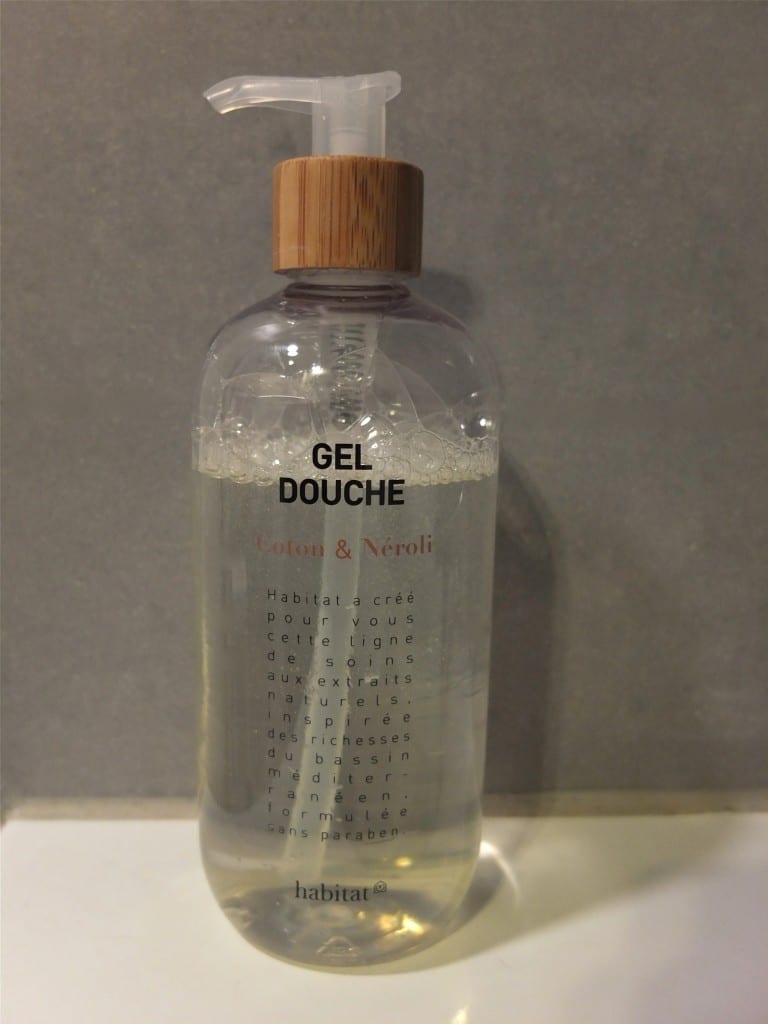 GEL
DOUCHE
Coton & Néroli
Habitat a créé
pour vous
cette ligne
de soins
aux extraits
naturels,
inspirée
des richesses
du bassin
méditer-
ranéen,
formulée
sans paraben.
habitat